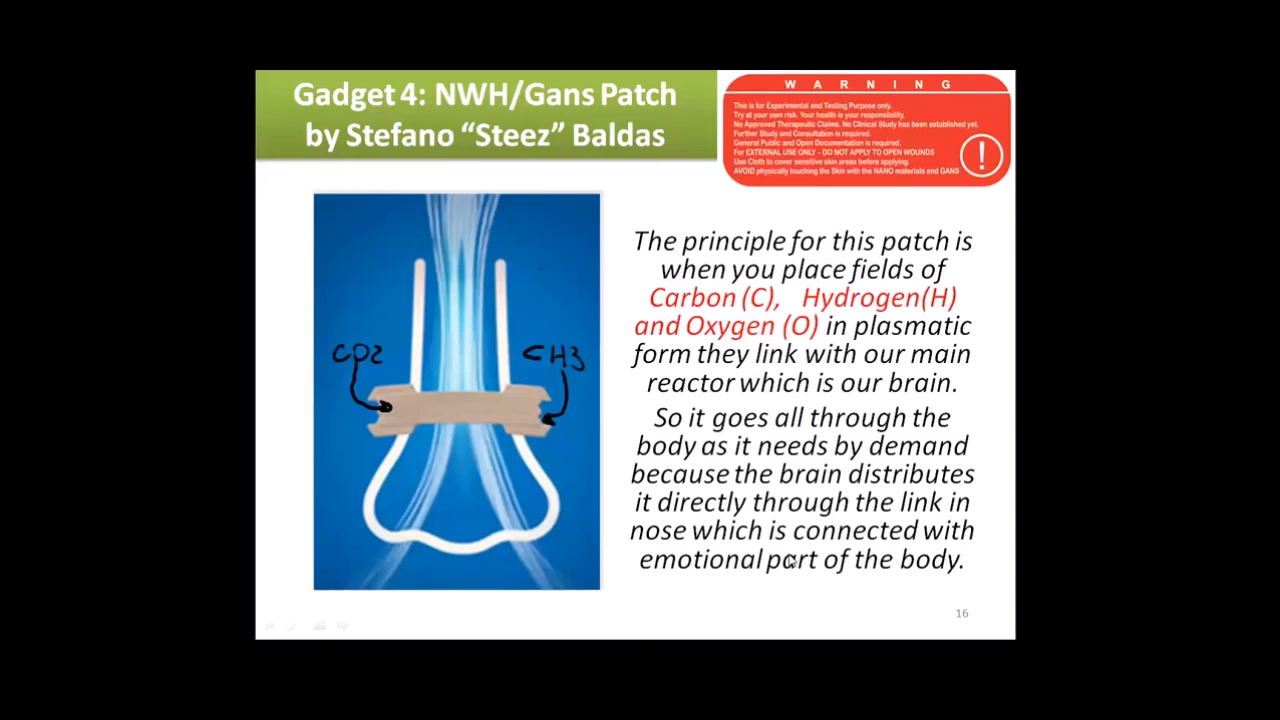 Gadget 4: NWH/Gans Patch
by Stefano “Steez” Baldas
W A R N I N G
This is for Experimental and Testing Purpose only.
Try at your own risk. Your health is your responsibility.
No Approved Therapeutic Claims. No Clinical Study has been established yet.
Further Study and Consultation is required.
General Public and Open Documentation is required.
For EXTERNAL USE ONLY - DO NOT APPLY TO OPEN WOUNDS
Use Cloth to cover sensitive skin areas before applying.
AVOID physically touching the Skin with the NANO materials and GANS
!
CO2
CH3
The principle for this patch is
when you place fields of
Carbon (C), Hydrogen(H)
and Oxygen (O) in plasmatic
form they link with our main
reactor which is our brain.
So it goes all through the
body as it needs by demand
because the brain distributes
it directly through the link in
nose which is connected with
emotional part of the body.
16